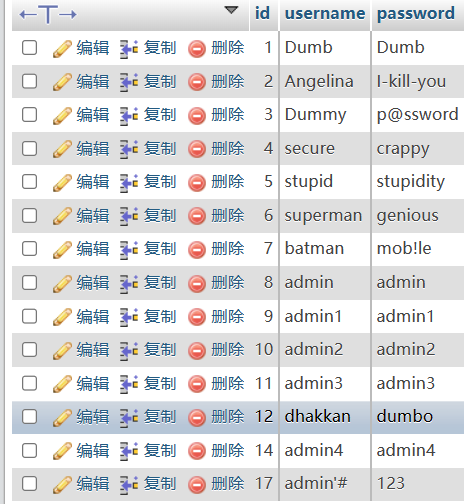 ←T→ id username password
编辑 复制 删除 1 Dumb Dumb
编辑 复制 删除 2 Angelina I-kill-you
编辑 复制 删除 3 Dummy p@ssword
编辑 复制 删除 4 secure crappy
编辑 复制 删除 5 stupid stupidity
编辑 复制 删除 6 superman genious
编辑 复制 删除 7 batman mob!le
编辑 复制 删除 8 admin admin
编辑 复制 删除 9 admin1 admin1
编辑 复制 删除 10 admin2 admin2
编辑 复制 删除 11 admin3 admin3
编辑 复制 删除 12 dhakkan dumbo
编辑 复制 删除 14 admin4 admin4
编辑 复制 删除 17 admin'# 123